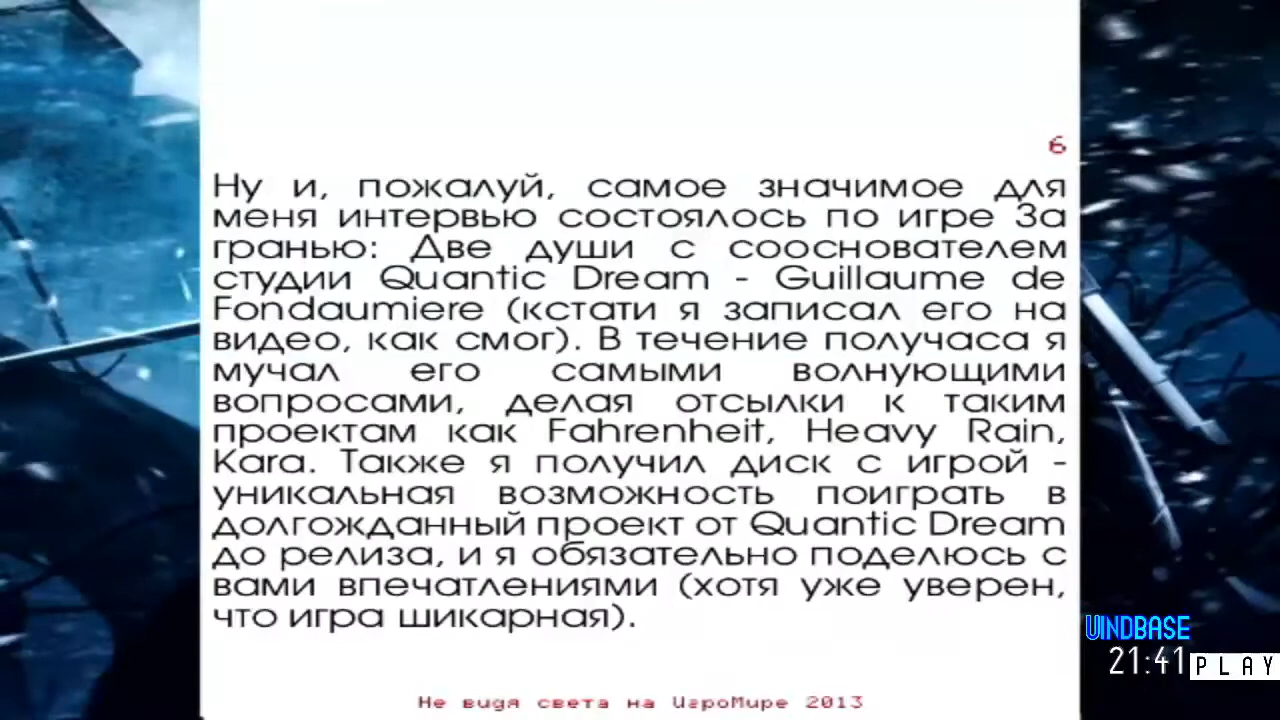 6
Ну и, пожалуй, самое значимое для
меня интервью состоялось по игре За
гранью: Две души с сооснователем
студии Quantic Dream - Guillaume de
Fondaumiere (кстати я записал его на
видео, как смог). В течение получаса я
мучал его самыми волнующими
вопросами, делая отсылки к таким
проектам как Fahrenheit, Heavy Rain,
Kara. Также я получил диск с игрой -
уникальная возможность поиграть в
долгожданный проект от Quantic Dream
до релиза, и я обязательно поделюсь с
вами впечатлениями (хотя уже уверен,
что игра шикарная).
UINDBASE
21:41 PLAY
Не видя света на ИгроМире 2013